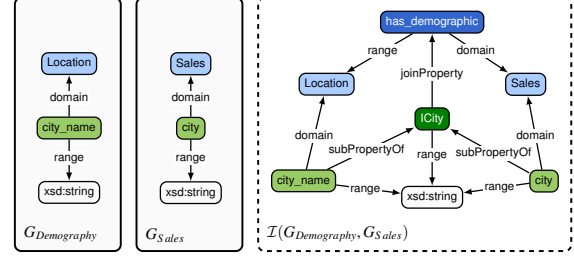 Location
domain
city_name
range
xsd:string
G_Demography
Sales
domain
city
range
xsd:string
G_Sales
has_demographic
range
domain
joinProperty
Location
Sales
ICity
domain
domain
subPropertyOf
range
subPropertyOf
city_name
city
range
range
xsd:string
I(G_Demography, G_Sales)